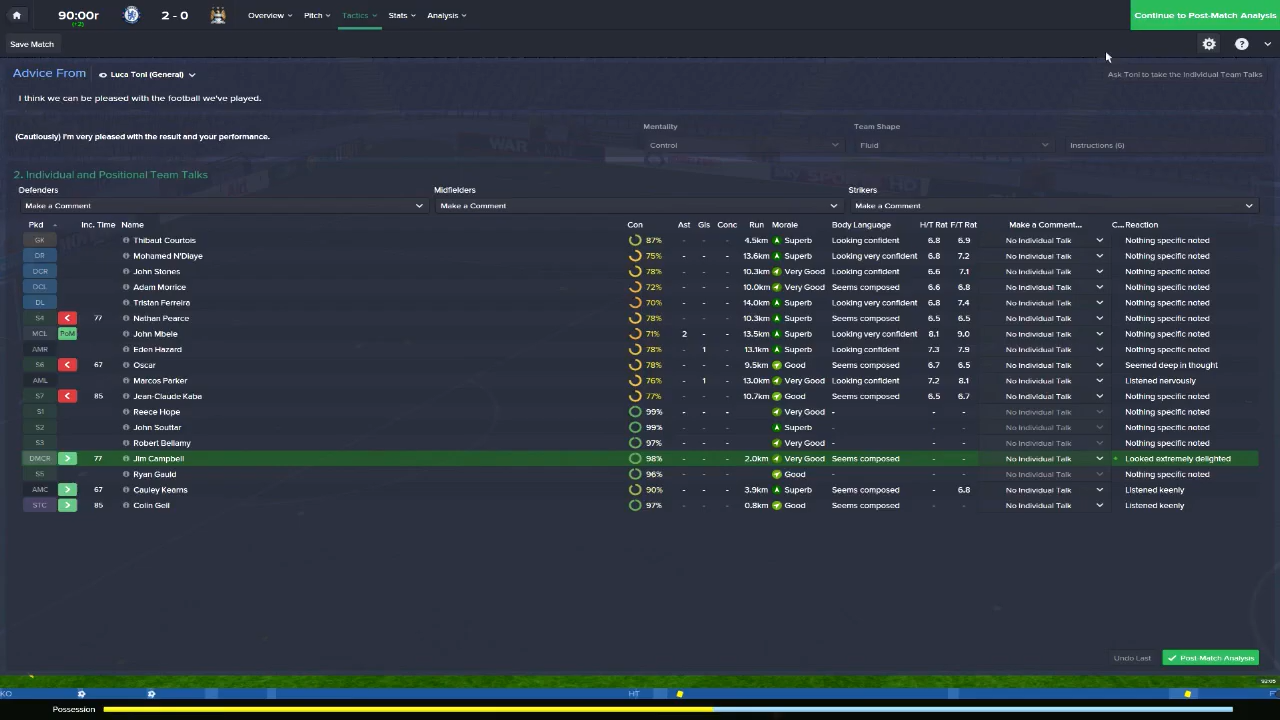 90:00r
(+2)
2 - 0
Overview
Pitch
Tactics
Stats
Analysis
Continue to Post-Match Analysis
Save Match
?
Advice From
Luca Toni (General)
Ask Toni to take the Individual Team Talks
I think we can be pleased with the football we've played.
(Cautiously) I'm very pleased with the result and your performance.
Mentality
Team Shape
Control
Fluid
Instructions (6)
2. Individual and Positional Team Talks
Defenders
Midfielders
Strikers
Make a Comment
Make a Comment
Make a Comment
Pkd Inc. Time Name Con Ast Gls Conc Run Morale Body Language H/T Rat F/T Rat Make a Comment... C... Reaction
GK Thibaut Courtois 87% - - - 4.5km Superb Looking confident 6.8 6.9 No Individual Talk Nothing specific noted
DR Mohamed N'Diaye 75% - - - 13.6km Superb Looking very confident 6.8 7.2 No Individual Talk Nothing specific noted
DCR John Stones 78% - - - 10.3km Very Good Looking confident 6.6 7.1 No Individual Talk Nothing specific noted
DCL Adam Morrice 72% - - - 10.0km Very Good Seems composed 6.6 6.8 No Individual Talk Nothing specific noted
DL Tristan Ferreira 70% - - - 14.0km Superb Looking very confident 6.8 7.4 No Individual Talk Nothing specific noted
S4 77 Nathan Pearce 78% - - - 10.3km Superb Seems composed 6.5 6.5 No Individual Talk Nothing specific noted
MCL PoM John Mbele 71% 2 - - 13.5km Superb Looking very confident 8.1 9.0 No Individual Talk Nothing specific noted
AMR Eden Hazard 78% - 1 - 13.1km Superb Looking confident 7.3 7.9 No Individual Talk Nothing specific noted
S6 67 Oscar 78% - - - 9.5km Good Seems composed 6.7 6.5 No Individual Talk Seemed deep in thought
AML Marcos Parker 76% - 1 - 13.0km Very Good Looking confident 7.2 8.1 No Individual Talk Listened nervously
S7 85 Jean-Claude Kaba 77% - - - 10.7km Good Seems composed 6.5 6.7 No Individual Talk Nothing specific noted
S1 Reece Hope 99% - - - Very Good - No Individual Talk Nothing specific noted
S2 John Souttar 99% - - - Superb - No Individual Talk Nothing specific noted
S3 Robert Bellamy 97% - - - Very Good - No Individual Talk Nothing specific noted
DMCR 77 Jim Campbell 98% - - - 2.0km Very Good Seems composed - - No Individual Talk Looked extremely delighted
S5 Ryan Gauld 96% - - - Good - No Individual Talk Nothing specific noted
AMC 67 Cauley Kearns 90% - - - 3.9km Superb Seems composed - 6.8 No Individual Talk Listened keenly
STC 85 Colin Gell 97% - - - 0.8km Good Seems composed - - No Individual Talk Listened keenly
Undo Last
Post-Match Analysis
92:05
KO
HT
F
Possession